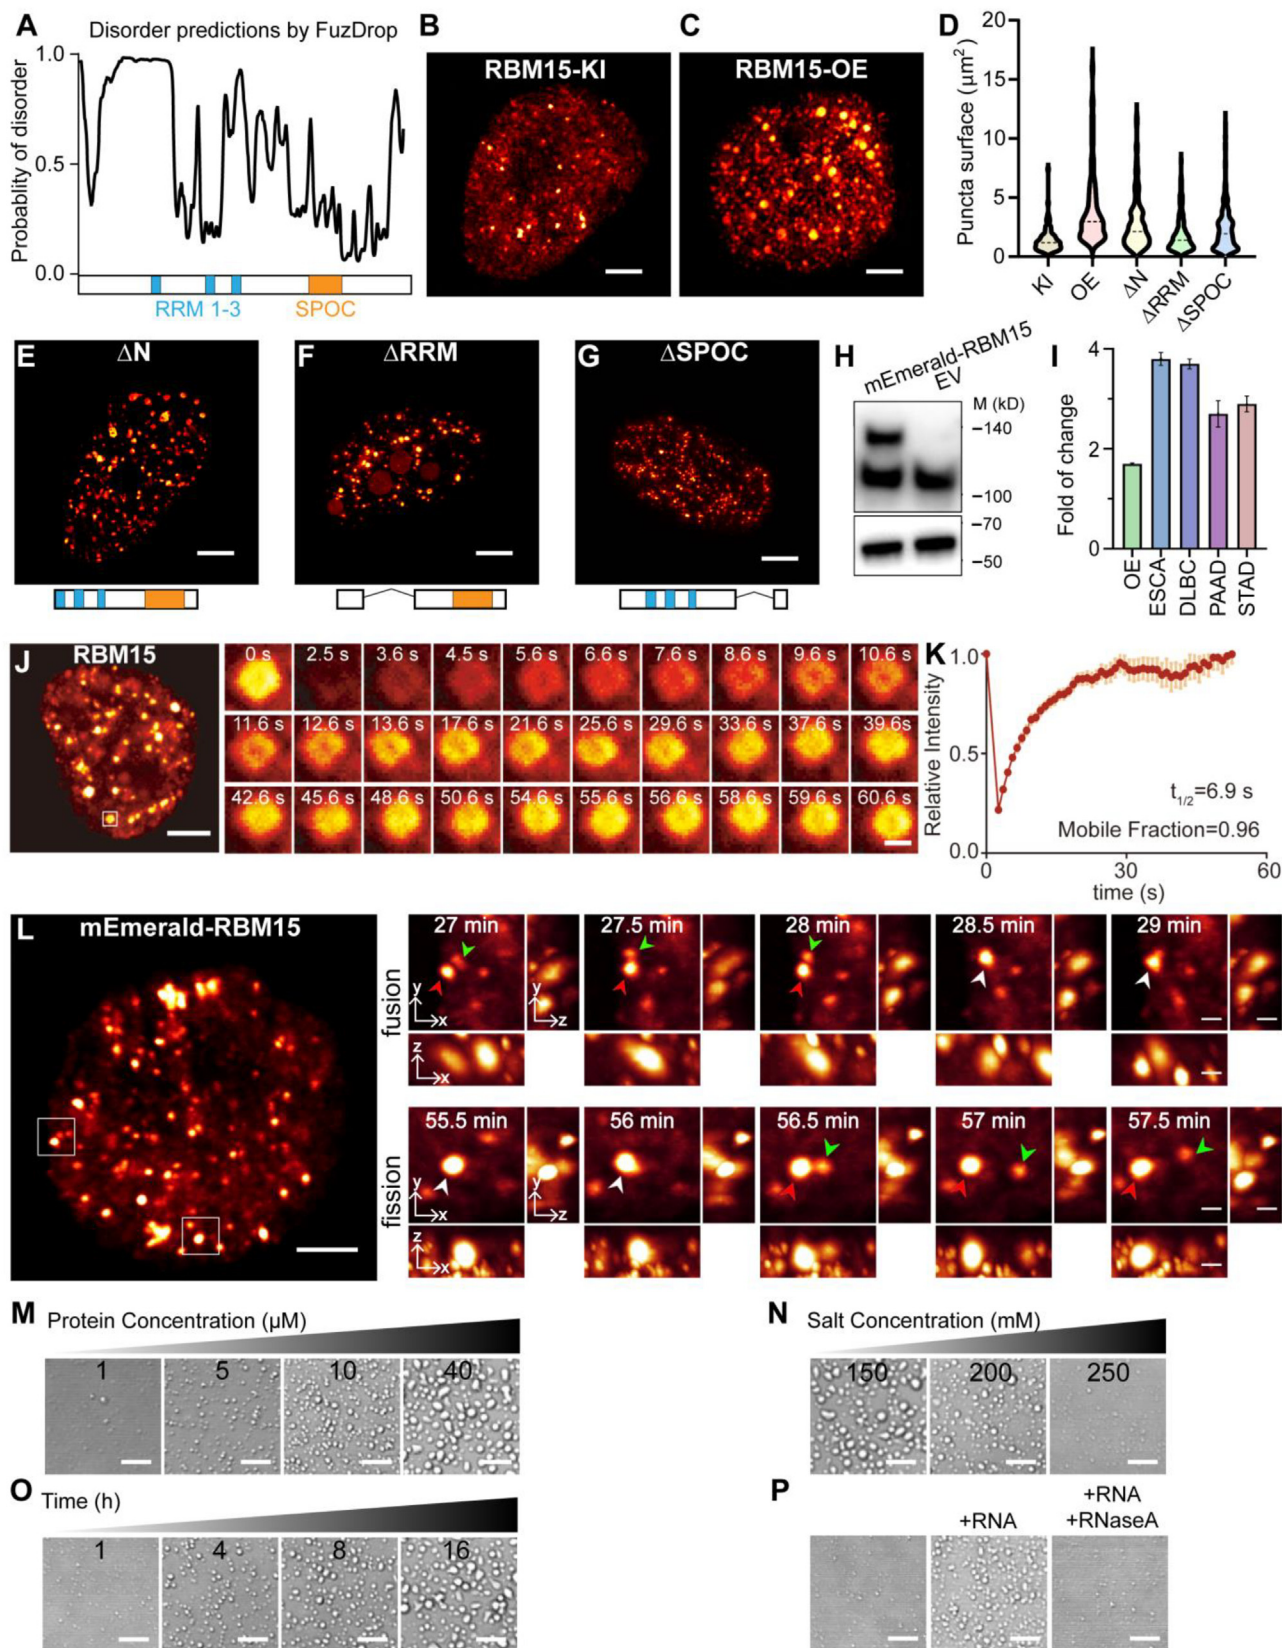 A
Disorder predictions by FuzDrop
Probablity of disorder
1.0
0.5
0.0
RRM 1-3
SPOC
B
RBM15-KI
C
RBM15-OE
D
Puncta surface (µm²)
20
15
10
5
0
KI
OE
ΔN
ΔRRM
ΔSPOC
E
ΔN
F
ΔRRM
G
ΔSPOC
H
mEmerald-RBM15
EV
M (kD)
−140
−100
−70
−50
I
Fold of change
4
2
0
OE
ESCA
DLBC
PAAD
STAD
J
RBM15
0 s 2.5 s 3.6 s 4.5 s 5.6 s 6.6 s 7.6 s 8.6 s 9.6 s 10.6 s
11.6 s 12.6 s 13.6 s 17.6 s 21.6 s 25.6 s 29.6 s 33.6 s 37.6 s 39.6s
42.6 s 45.6 s 48.6 s 50.6 s 54.6 s 55.6 s 56.6 s 58.6 s 59.6 s 60.6 s
K
Relative Intensity
1.0
0.5
0.0
t1/2=6.9 s
Mobile Fraction=0.96
0 30 60
time (s)
L
mEmerald-RBM15
fusion
27 min 27.5 min 28 min 28.5 min 29 min
y
x
y
z
z
x
fission
55.5 min 56 min 56.5 min 57 min 57.5 min
y
x
y
z
z
x
M
Protein Concentration (µM)
1 5 10 40
N
Salt Concentration (mM)
150 200 250
O
Time (h)
1 4 8 16
P
+RNA
+RNA
+RNaseA